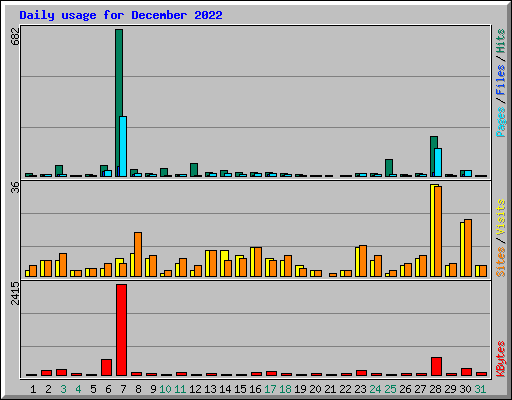 Daily usage for December 2022
682
Pages / Files / Hits
36
Sites / Visits
2415
KBytes
1 2 3 4 5 6 7 8 9 10 11 12 13 14 15 16 17 18 19 20 21 22 23 24 25 26 27 28 29 30 31